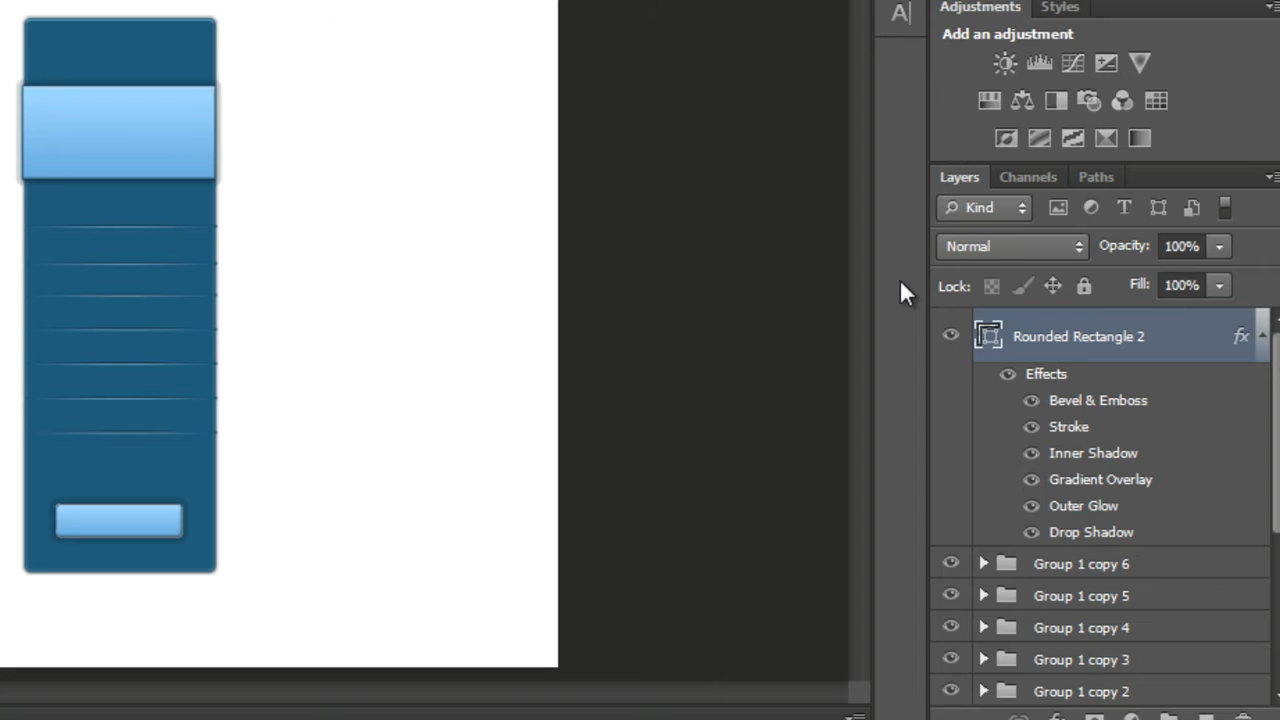 A|
Adjustments Styles
Add an adjustment
Layers Channels Paths
Kind
Normal Opacity: 100%
Lock: Fill: 100%
Rounded Rectangle 2 fx
Effects
Bevel & Emboss
Stroke
Inner Shadow
Gradient Overlay
Outer Glow
Drop Shadow
Group 1 copy 6
Group 1 copy 5
Group 1 copy 4
Group 1 copy 3
Group 1 copy 2